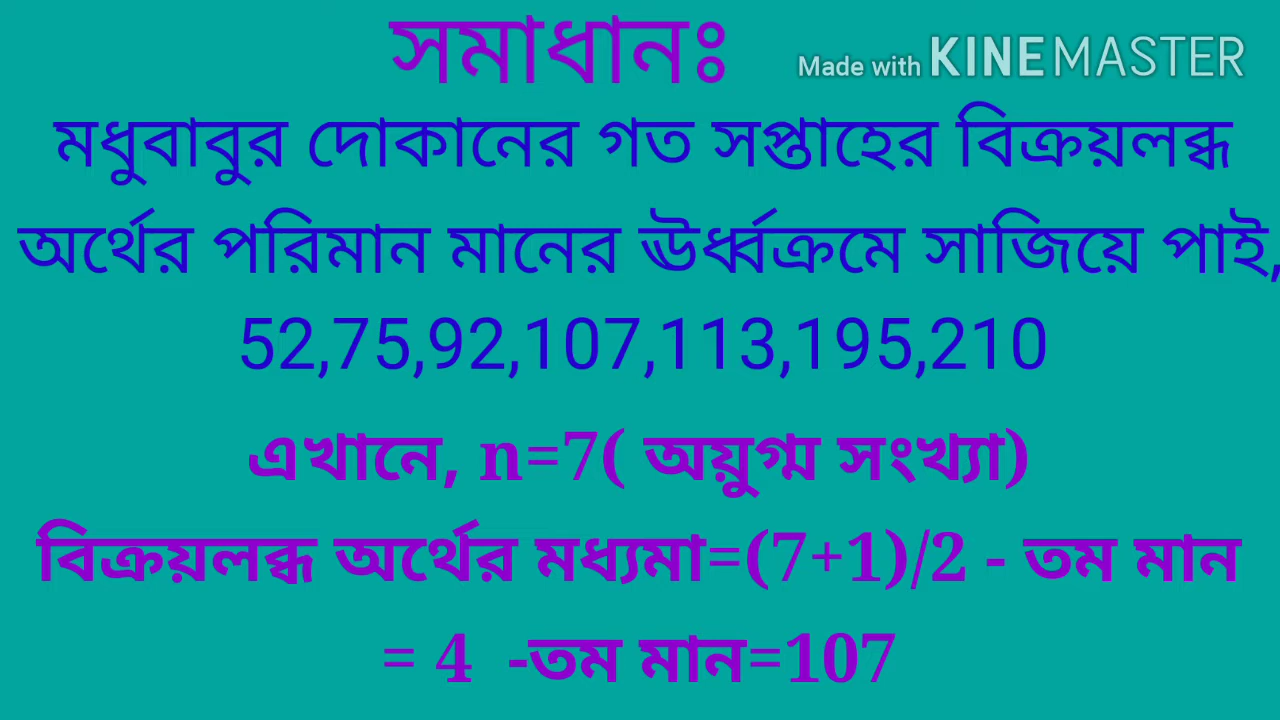 সমাধানঃ
Made with KINEMASTER
মধুবাবুর দোকানের গত সপ্তাহের বিক্রয়লব্ধ
অর্থের পরিমান মানের ঊর্ধ্বক্রমে সাজিয়ে পাই,
52,75,92,107,113,195,210
এখানে, n=7( অয়ুগ্ম সংখ্যা)
বিক্রয়লব্ধ অর্থের মধ্যমা=(7+1)/2 - তম মান
= 4 -তম মান=107